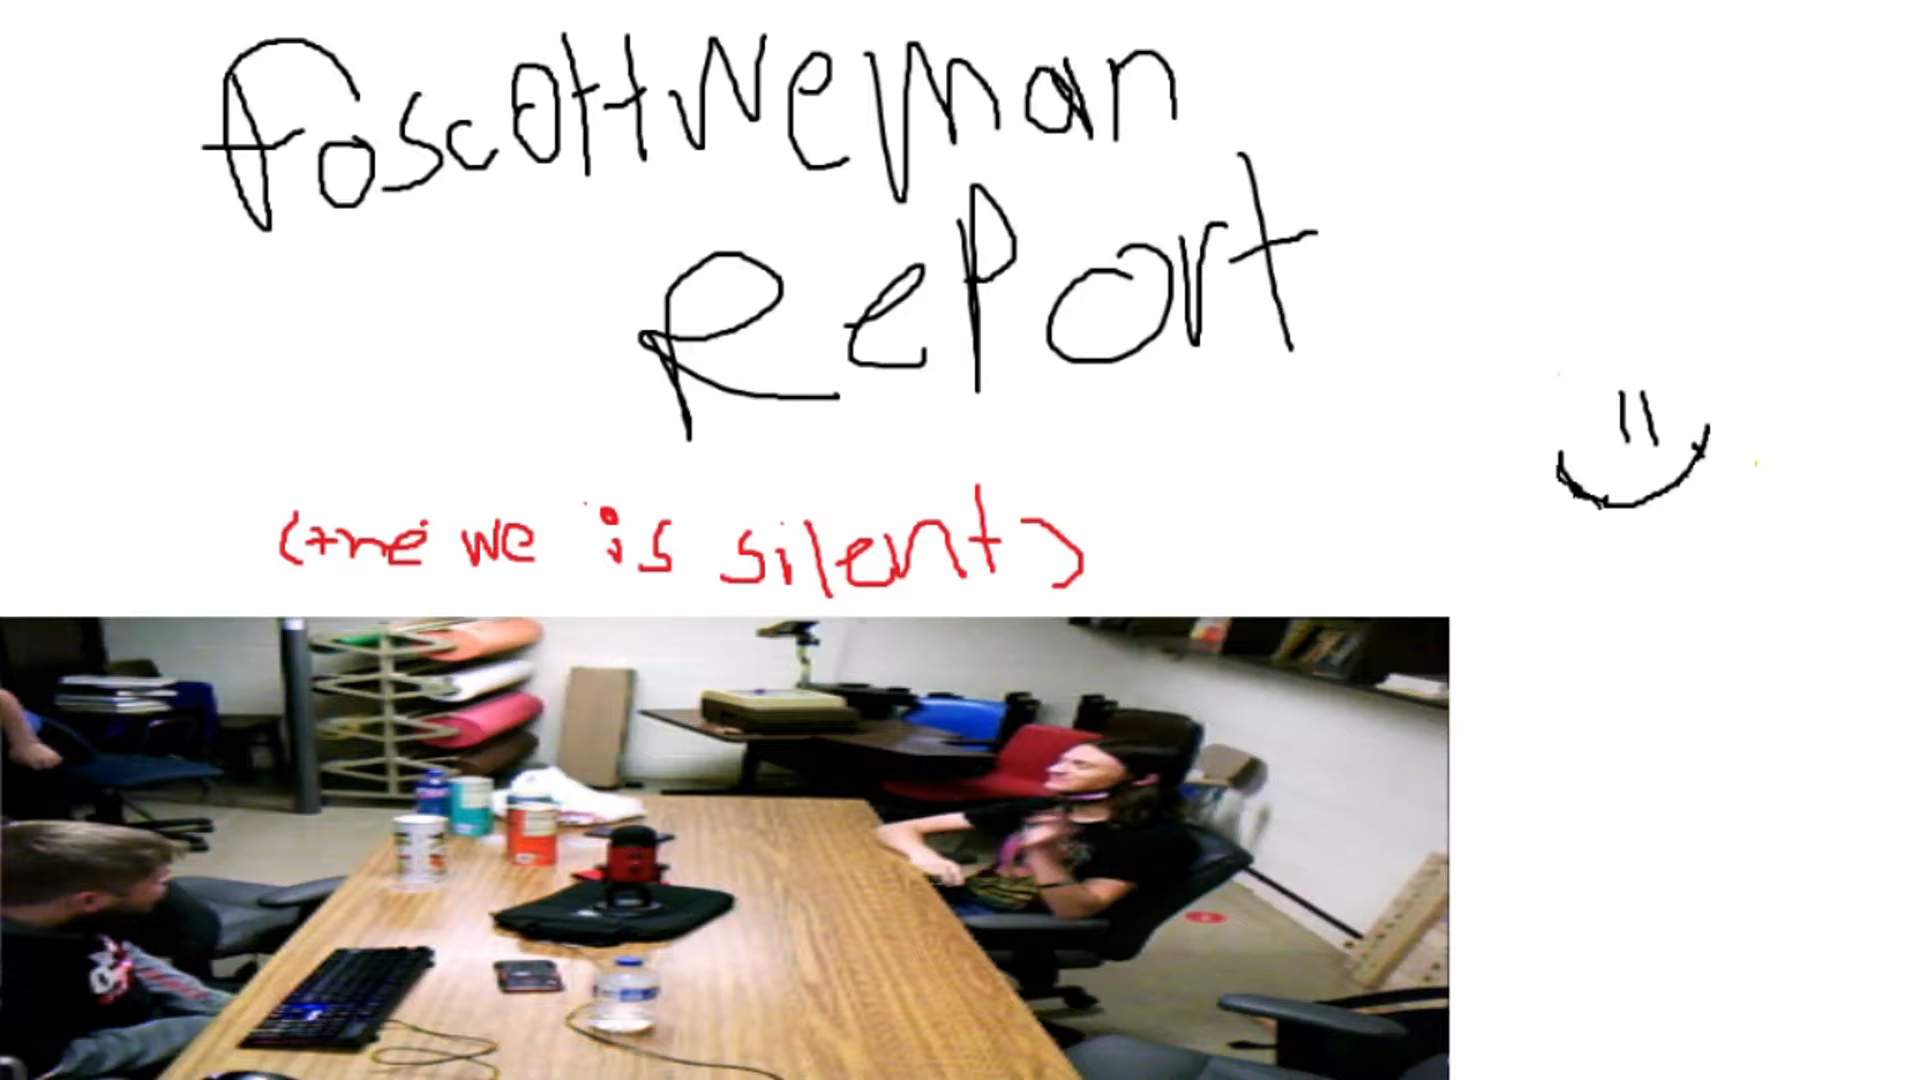 foscottweman
RePort
(the we is silent)